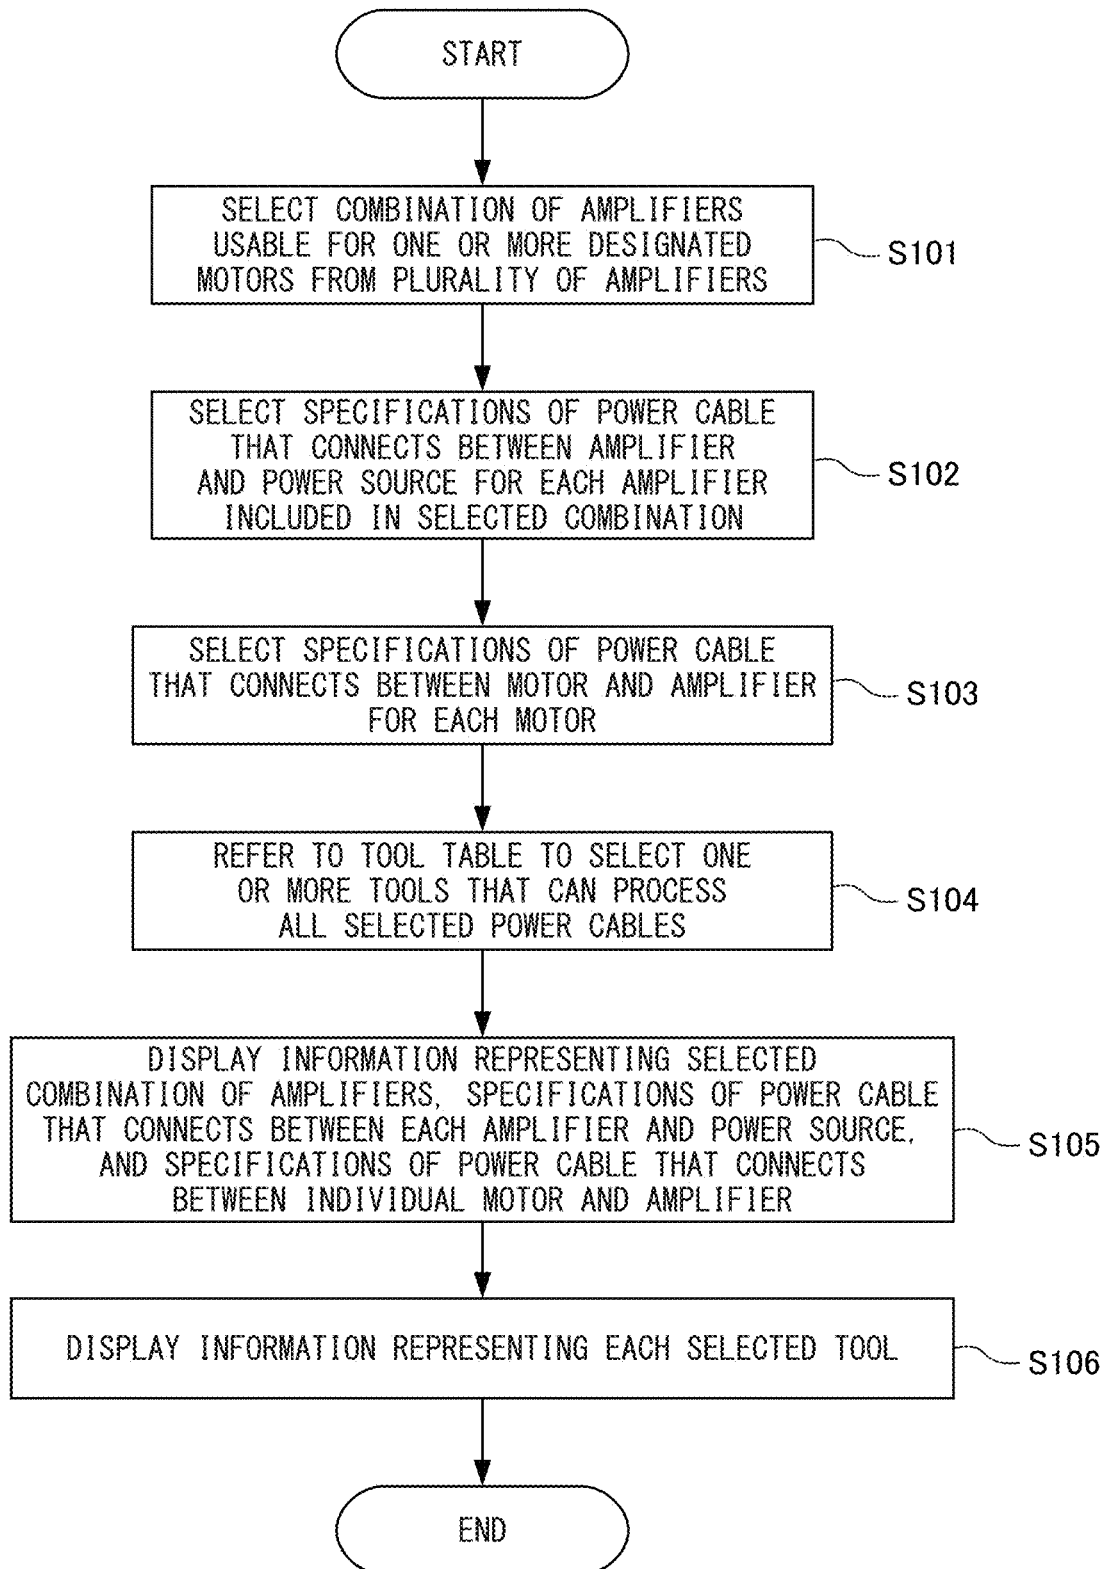 START
SELECT COMBINATION OF AMPLIFIERS
USABLE FOR ONE OR MORE DESIGNATED
MOTORS FROM PLURALITY OF AMPLIFIERS
S101
SELECT SPECIFICATIONS OF POWER CABLE
THAT CONNECTS BETWEEN AMPLIFIER
AND POWER SOURCE FOR EACH AMPLIFIER
INCLUDED IN SELECTED COMBINATION
S102
SELECT SPECIFICATIONS OF POWER CABLE
THAT CONNECTS BETWEEN MOTOR AND AMPLIFIER
FOR EACH MOTOR
S103
REFER TO TOOL TABLE TO SELECT ONE
OR MORE TOOLS THAT CAN PROCESS
ALL SELECTED POWER CABLES
S104
DISPLAY INFORMATION REPRESENTING SELECTED
COMBINATION OF AMPLIFIERS, SPECIFICATIONS OF POWER CABLE
THAT CONNECTS BETWEEN EACH AMPLIFIER AND POWER SOURCE,
AND SPECIFICATIONS OF POWER CABLE THAT CONNECTS
BETWEEN INDIVIDUAL MOTOR AND AMPLIFIER
S105
DISPLAY INFORMATION REPRESENTING EACH SELECTED TOOL
S106
END